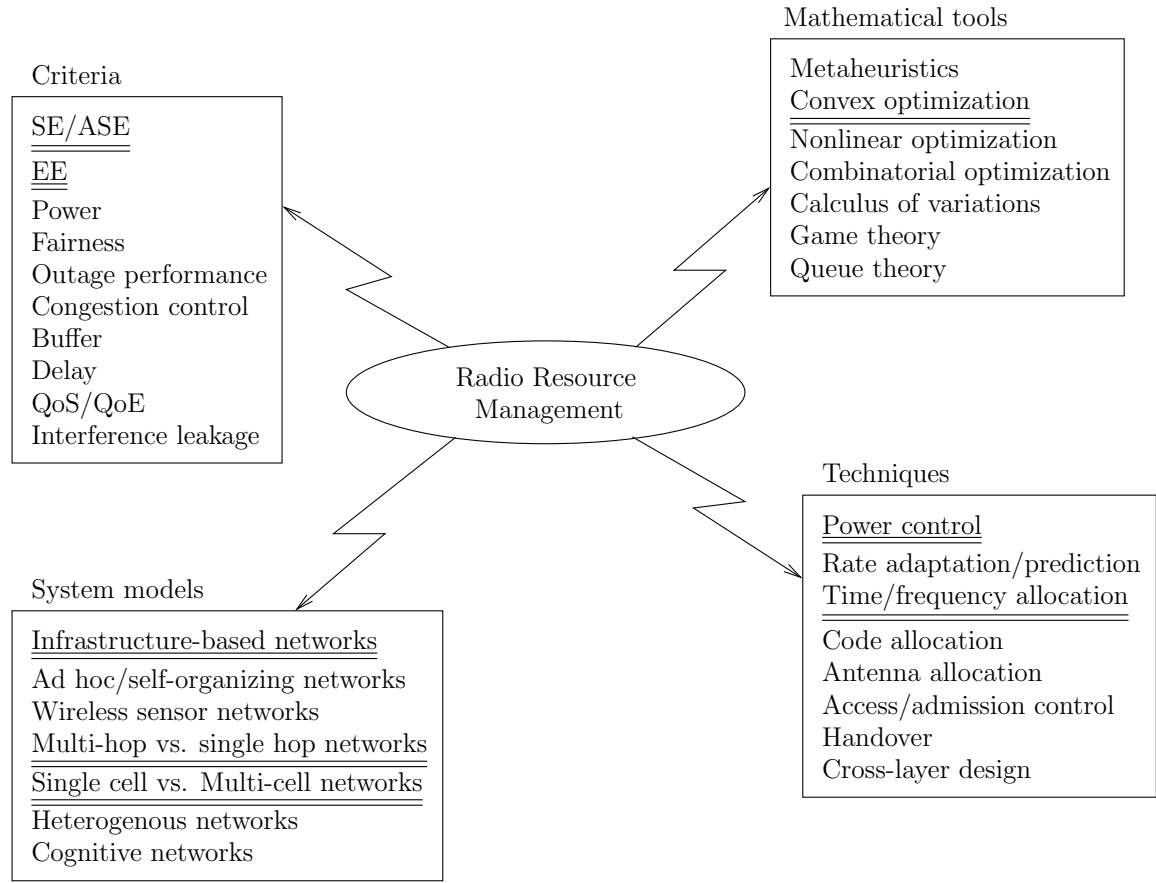 Criteria
SE/ASE
EE
Power
Fairness
Outage performance
Congestion control
Buffer
Delay
QoS/QoE
Interference leakage
Mathematical tools
Metaheuristics
Convex optimization
Nonlinear optimization
Combinatorial optimization
Calculus of variations
Game theory
Queue theory
Radio Resource
Management
System models
Infrastructure-based networks
Ad hoc/self-organizing networks
Wireless sensor networks
Multi-hop vs. single hop networks
Single cell vs. Multi-cell networks
Heterogenous networks
Cognitive networks
Techniques
Power control
Rate adaptation/prediction
Time/frequency allocation
Code allocation
Antenna allocation
Access/admission control
Handover
Cross-layer design